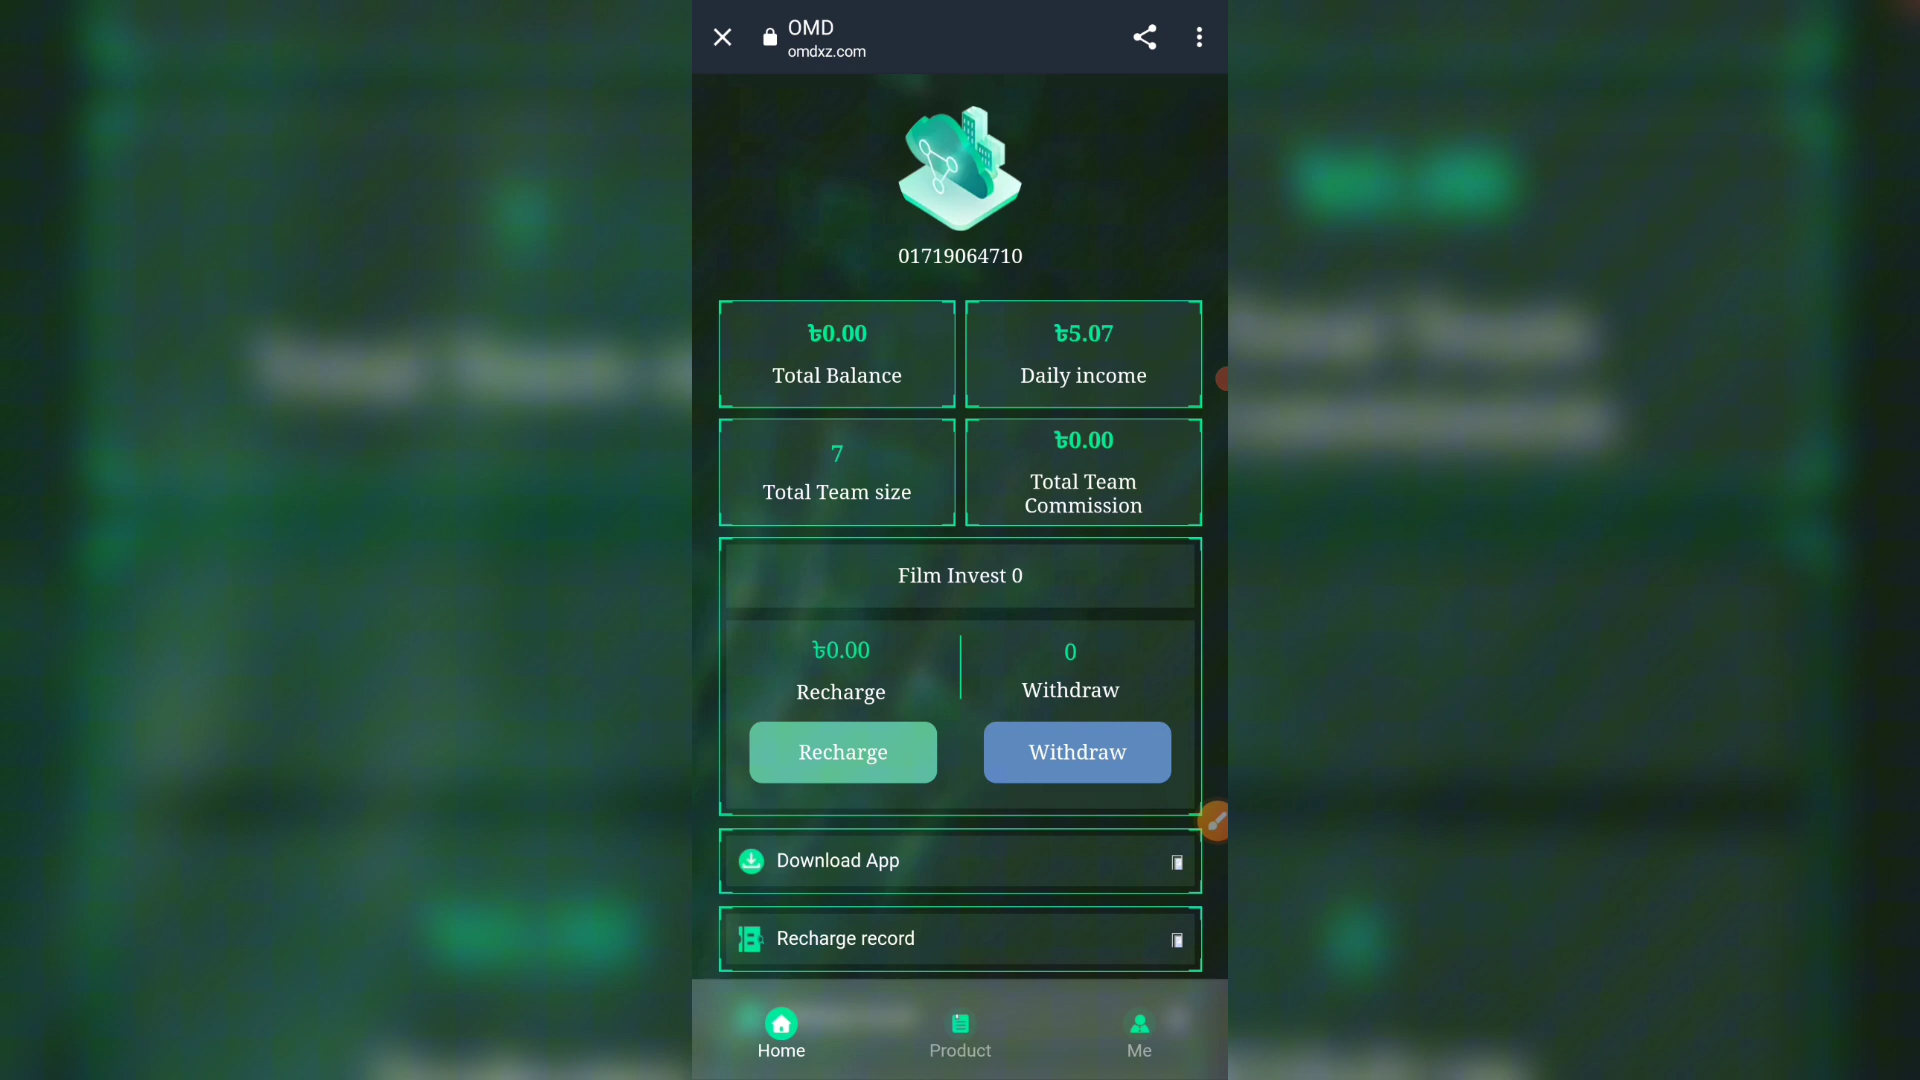 OMD
omdxz.com
01719064710
৳0.00
Total Balance
৳5.07
Daily income
7
Total Team size
৳0.00
Total Team
Commission
Film Invest 0
৳0.00
Recharge
0
Withdraw
Recharge
Withdraw
Download App
Recharge record
Home
Product
Me